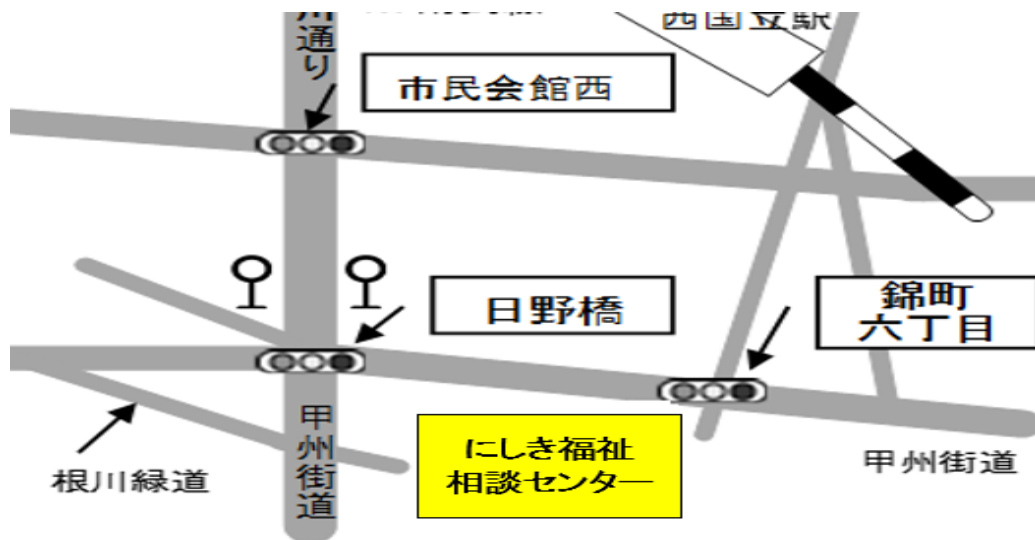 川通り
西国立駅
市民会館西
日野橋
錦町
六丁目
甲州街道
にしき福祉
相談センター
甲州街道
根川緑道